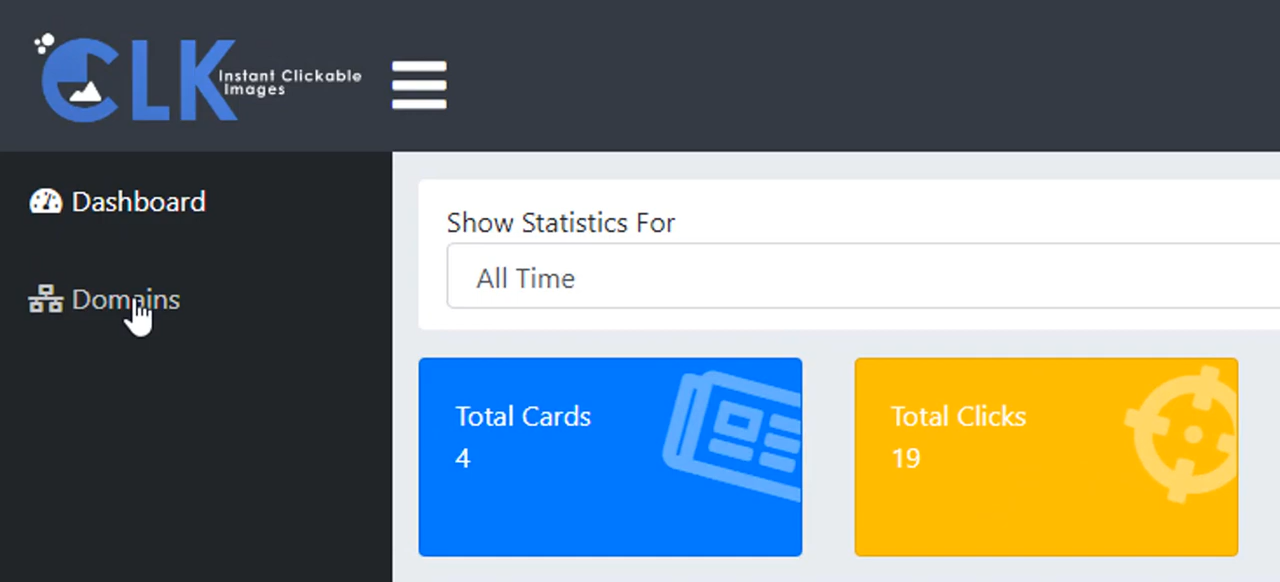 CLK
Instant Clickable
Images
Dashboard
Domains
Show Statistics For
All Time
Total Cards
4
Total Clicks
19